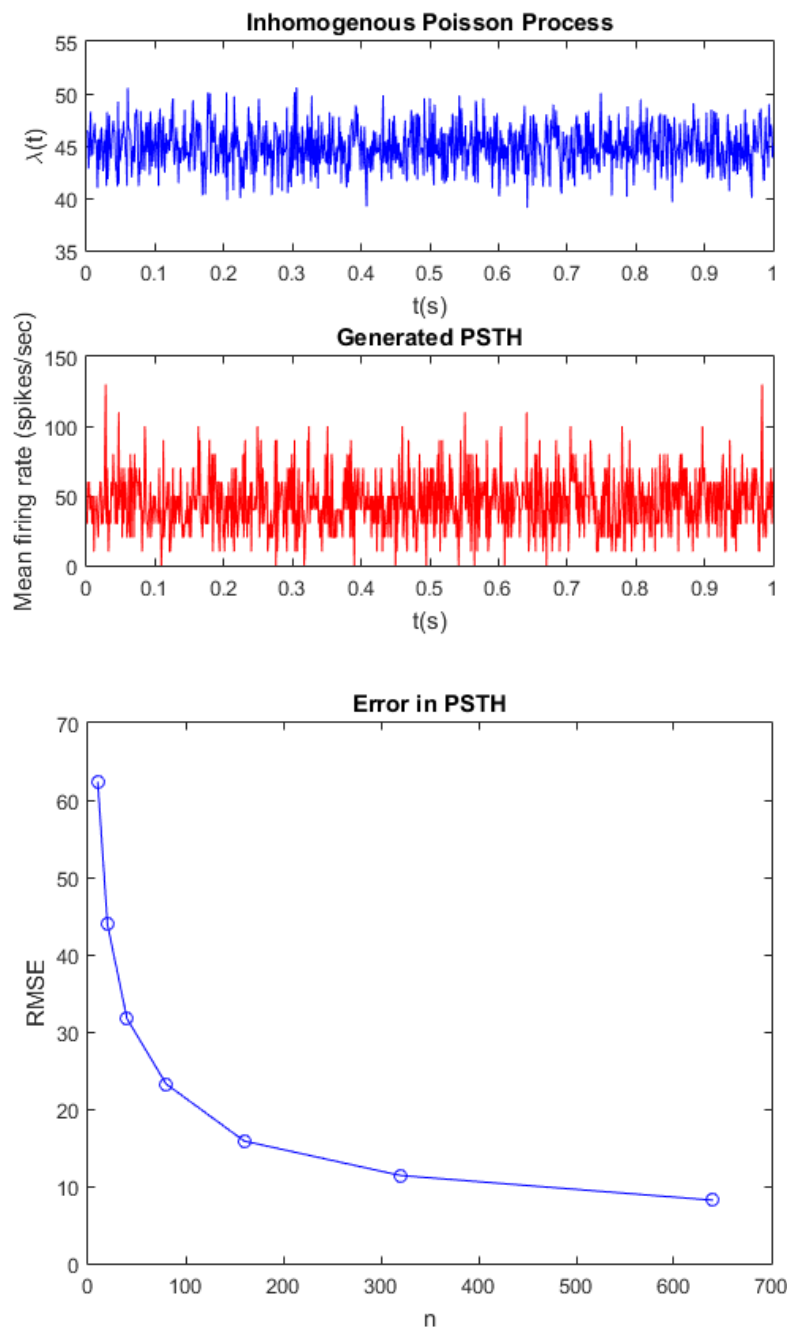 Inhomogenous Poisson Process
55
50
45
40
35
λ(t)
0 0.1 0.2 0.3 0.4 0.5 0.6 0.7 0.8 0.9 1
t(s)
Generated PSTH
150
100
50
0
Mean firing rate (spikes/sec)
0 0.1 0.2 0.3 0.4 0.5 0.6 0.7 0.8 0.9 1
t(s)
Error in PSTH
70
60
50
40
30
20
10
0
RMSE
0 100 200 300 400 500 600 700
n